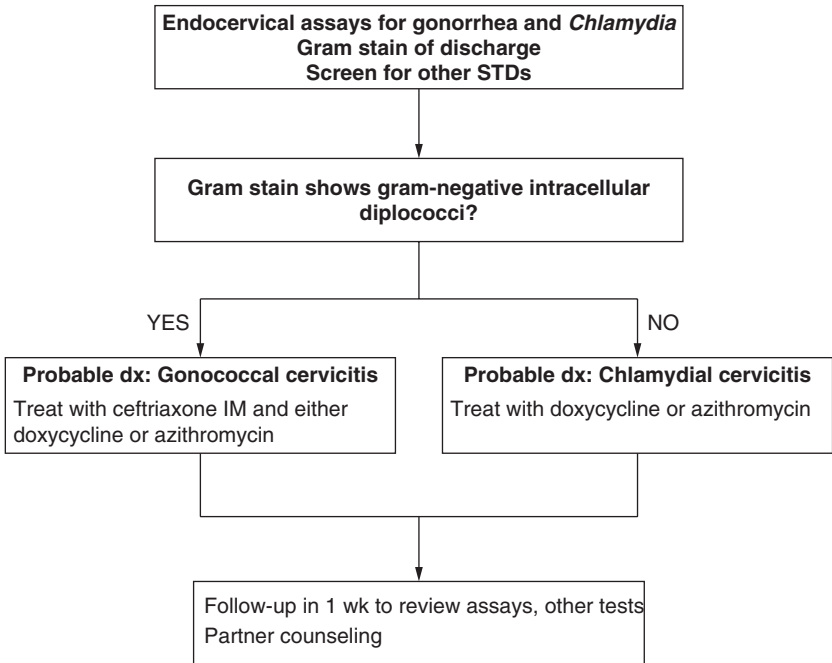 Endocervical assays for gonorrhea and Chlamydia
Gram stain of discharge
Screen for other STDs
Gram stain shows gram-negative intracellular
diplococci?
YES
NO
Probable dx: Gonococcal cervicitis
Treat with ceftriaxone IM and either
doxycycline or azithromycin
Probable dx: Chlamydial cervicitis
Treat with doxycycline or azithromycin
Follow-up in 1 wk to review assays, other tests
Partner counseling